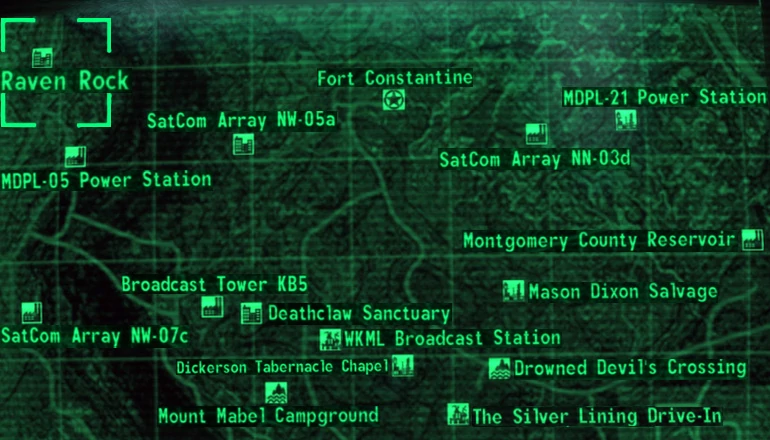 Raven Rock
Fort Constantine
MDPL-21 Power Station
SatCom Array NW-05a
SatCom Array NN-03d
MDPL-05 Power Station
Montgomery County Reservoir
Broadcast Tower KB5
Mason Dixon Salvage
Deathclaw Sanctuary
SatCom Array NW-07c
WKML Broadcast Station
Dickerson Tabernacle Chapel
Drowned Devil's Crossing
Mount Mabel Campground
The Silver Lining Drive-In